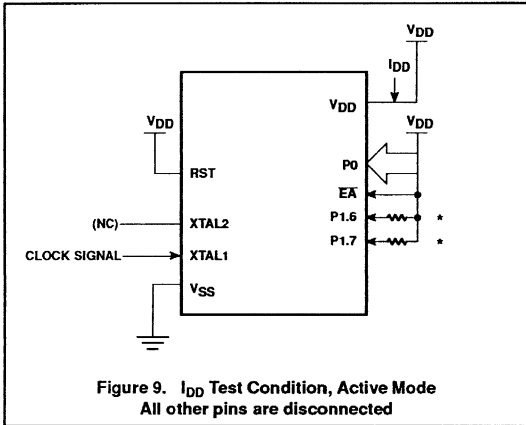 VDD
IDD
VDD
VDD
VDD
P0
RST
EA
(NC)
XTAL2
P1.6
*
P1.7
*
CLOCK SIGNAL
XTAL1
VSS
Figure 9. IDD Test Condition, Active Mode
All other pins are disconnected